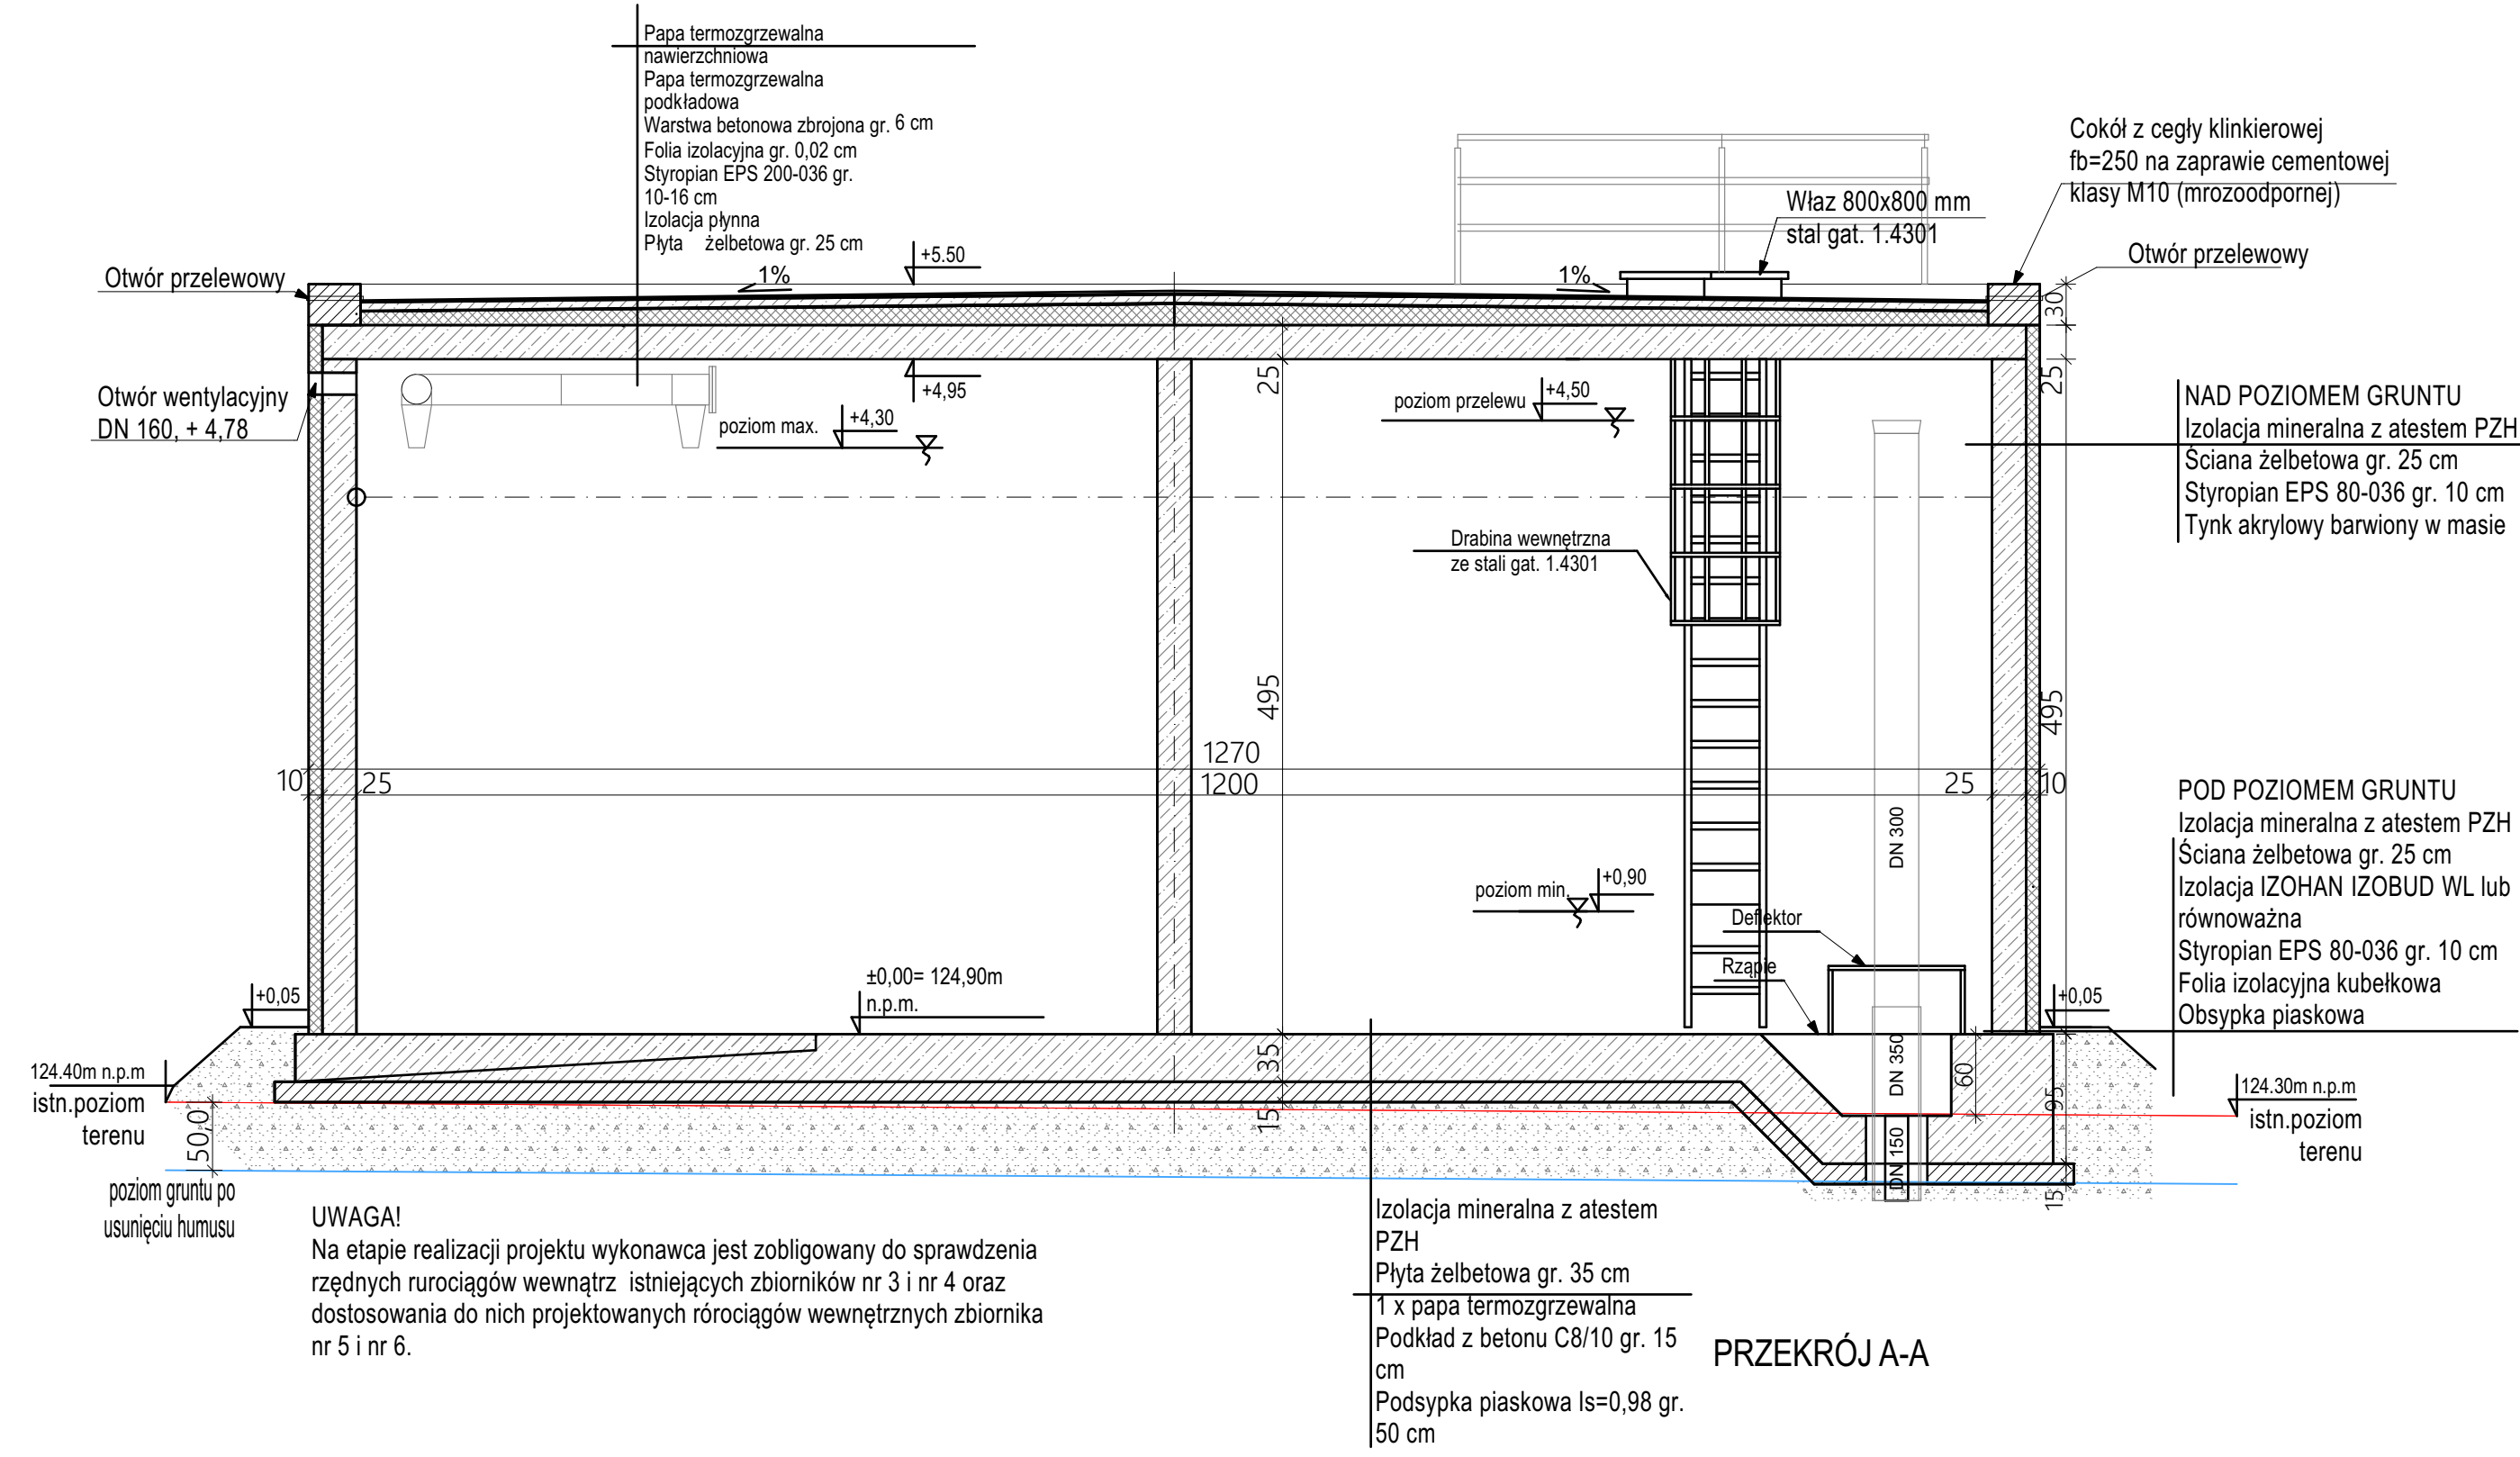 Papa termozgrzewalna
nawierzchniowa
Papa termozgrzewalna
podkładowa
Warstwa betonowa zbrojona gr. 6 cm
Folia izolacyjna gr. 0,02 cm
Styropian EPS 200-036 gr.
10-16 cm
Izolacja płynna
Płyta żelbetowa gr. 25 cm
Cokół z cegły klinkierowej
fb=250 na zaprawie cementowej
klasy M10 (mrozoodpornej)
Właz 800x800 mm
stal gat. 1.4301
Otwór przelewowy
Otwór przelewowy
+5.50
1%
1%
30
25
25
+4,95
Otwór wentylacyjny
DN 160, + 4,78
poziom max.
+4,30
poziom przelewu
+4,50
NAD POZIOMEM GRUNTU
Izolacja mineralna z atestem PZH
Ściana żelbetowa gr. 25 cm
Styropian EPS 80-036 gr. 10 cm
Tynk akrylowy barwiony w masie
Drabina wewnętrzna
ze stali gat. 1.4301
495
495
1270
1200
10
25
25
10
DN 300
POD POZIOMEM GRUNTU
Izolacja mineralna z atestem PZH
Ściana żelbetowa gr. 25 cm
Izolacja IZOHAN IZOBUD WL lub
równoważna
Styropian EPS 80-036 gr. 10 cm
Folia izolacyjna kubełkowa
Obsypka piaskowa
poziom min.
+0,90
Deflektor
Rząpie
±0,00= 124,90m
n.p.m.
+0,05
+0,05
124.40m n.p.m
istn.poziom
terenu
124.30m n.p.m
istn.poziom
terenu
35
15
DN 350
60
95
DN 150
15
50,0
poziom gruntu po
usunięciu humusu
UWAGA!
Na etapie realizacji projektu wykonawca jest zobligowany do sprawdzenia
rzędnych rurociągów wewnątrz istniejących zbiorników nr 3 i nr 4 oraz
dostosowania do nich projektowanych rórociągów wewnętrznych zbiornika
nr 5 i nr 6.
Izolacja mineralna z atestem
PZH
Płyta żelbetowa gr. 35 cm
1 x papa termozgrzewalna
Podkład z betonu C8/10 gr. 15
cm
Podsypka piaskowa Is=0,98 gr.
50 cm
PRZEKRÓJ A-A